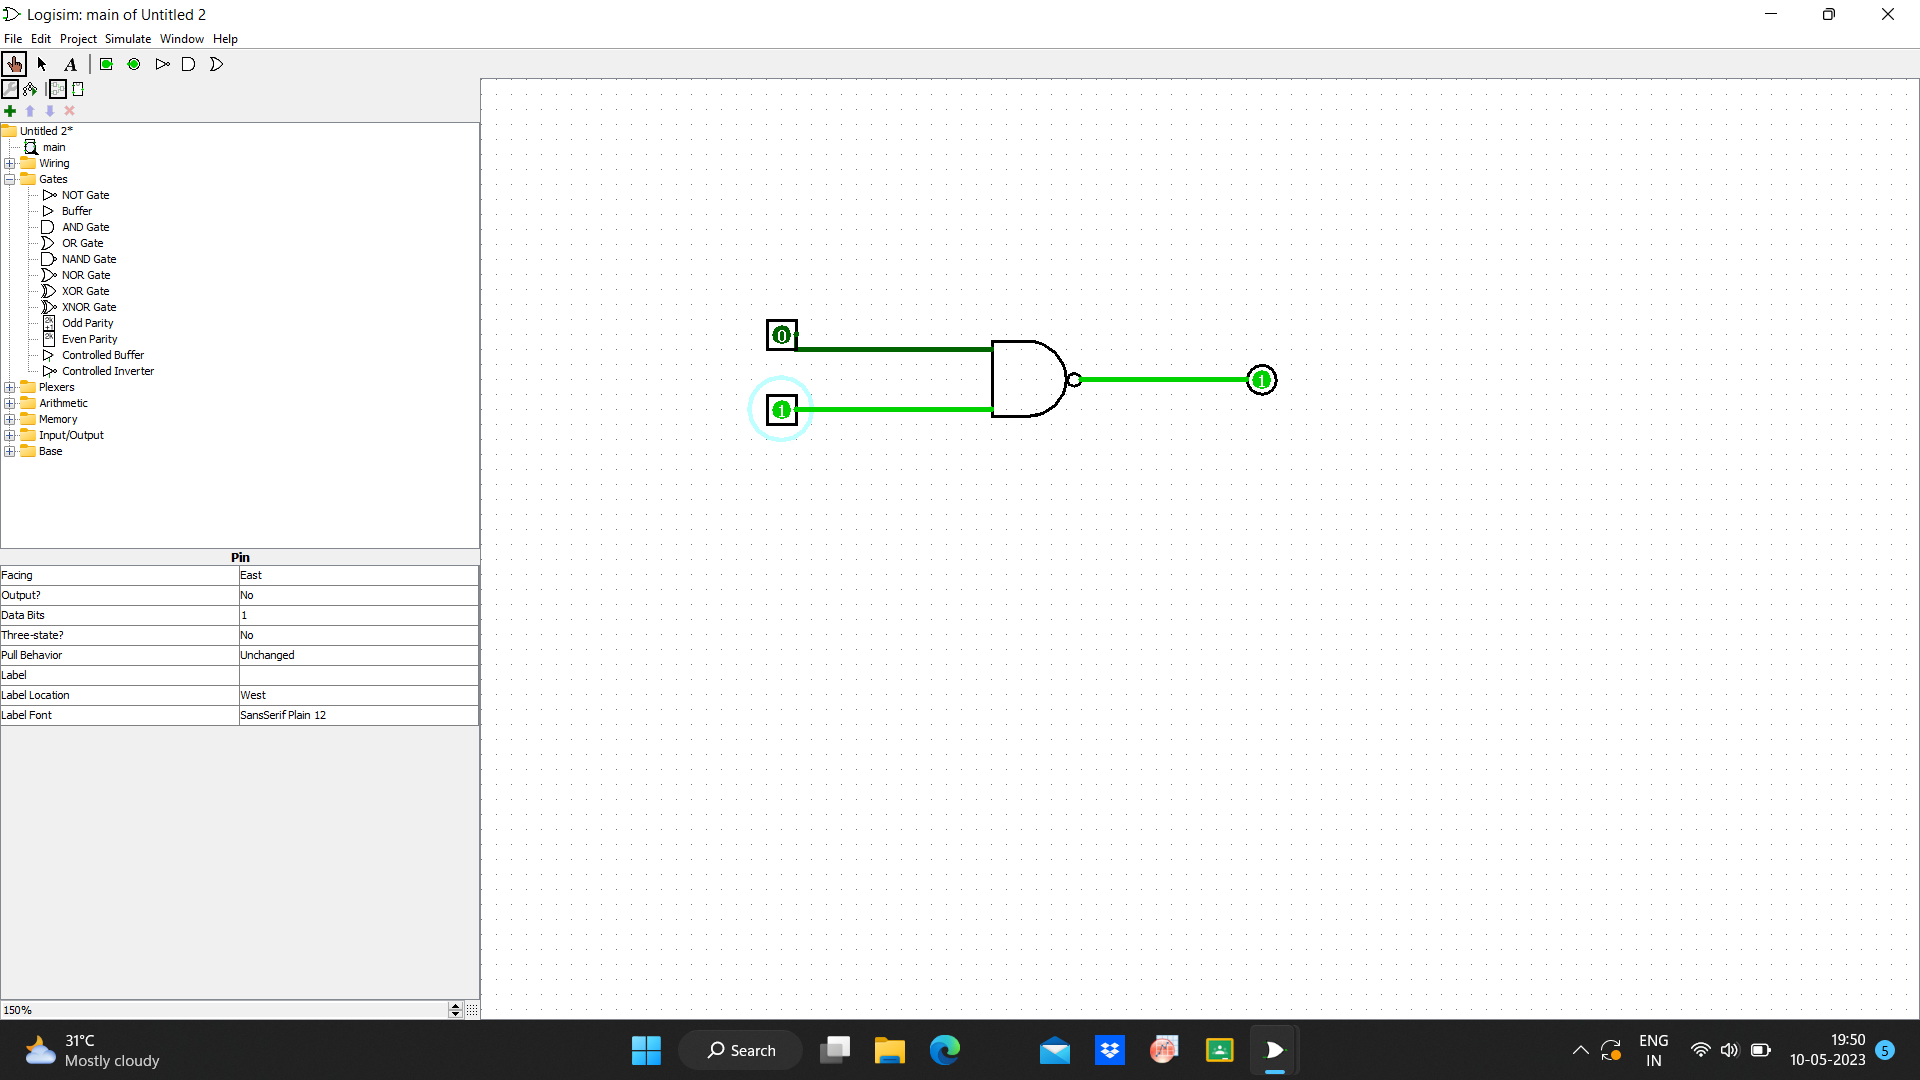 Logisim: main of Untitled 2
File Edit Project Simulate Window Help
A
Untitled 2*
main
Wiring
Gates
NOT Gate
Buffer
AND Gate
OR Gate
NAND Gate
NOR Gate
XOR Gate
XNOR Gate
2k+1 Odd Parity
2k Even Parity
Controlled Buffer
Controlled Inverter
Plexers
Arithmetic
Memory
Input/Output
Base
0
1
1
Pin
Facing East
Output? No
Data Bits 1
Three-state? No
Pull Behavior Unchanged
Label
Label Location West
Label Font SansSerif Plain 12
150%
31°C
Mostly cloudy
Search
ENG
IN
19:50
10-05-2023
5